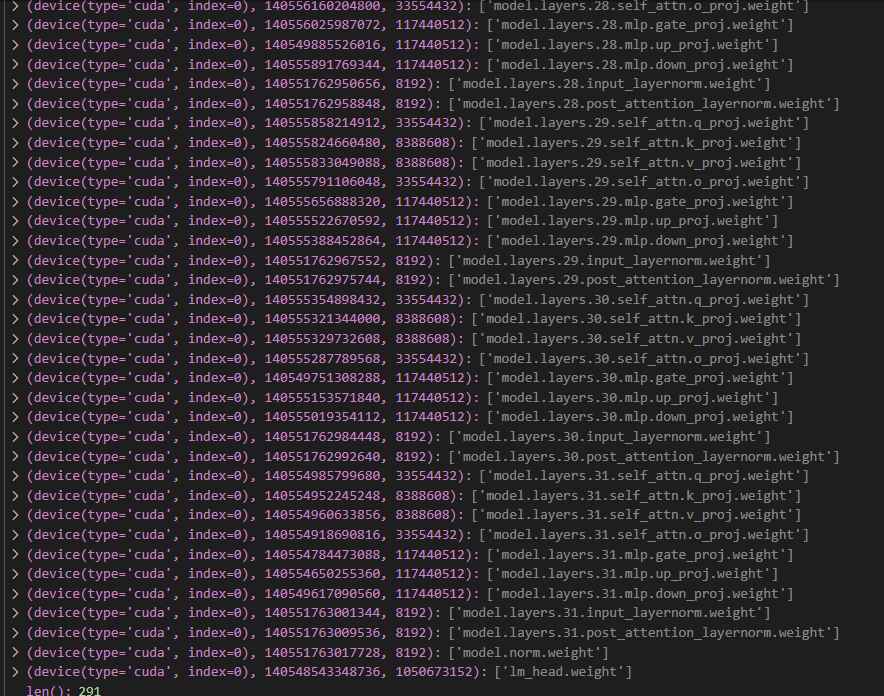 > (device(type='cuda', index=0), 140556160204800, 33554432): ['model.layers.28.self_attn.o_proj.weight']
> (device(type='cuda', index=0), 140556025987072, 117440512): ['model.layers.28.mlp.gate_proj.weight']
> (device(type='cuda', index=0), 140549885526016, 117440512): ['model.layers.28.mlp.up_proj.weight']
> (device(type='cuda', index=0), 140555891769344, 117440512): ['model.layers.28.mlp.down_proj.weight']
> (device(type='cuda', index=0), 140551762950656, 8192): ['model.layers.28.input_layernorm.weight']
> (device(type='cuda', index=0), 140551762958848, 8192): ['model.layers.28.post_attention_layernorm.weight']
> (device(type='cuda', index=0), 140555858214912, 33554432): ['model.layers.29.self_attn.q_proj.weight']
> (device(type='cuda', index=0), 140555824660480, 8388608): ['model.layers.29.self_attn.k_proj.weight']
> (device(type='cuda', index=0), 140555833049088, 8388608): ['model.layers.29.self_attn.v_proj.weight']
> (device(type='cuda', index=0), 140555791106048, 33554432): ['model.layers.29.self_attn.o_proj.weight']
> (device(type='cuda', index=0), 140555656888320, 117440512): ['model.layers.29.mlp.gate_proj.weight']
> (device(type='cuda', index=0), 140555522670592, 117440512): ['model.layers.29.mlp.up_proj.weight']
> (device(type='cuda', index=0), 140555388452864, 117440512): ['model.layers.29.mlp.down_proj.weight']
> (device(type='cuda', index=0), 140551762967552, 8192): ['model.layers.29.input_layernorm.weight']
> (device(type='cuda', index=0), 140551762975744, 8192): ['model.layers.29.post_attention_layernorm.weight']
> (device(type='cuda', index=0), 140555354898432, 33554432): ['model.layers.30.self_attn.q_proj.weight']
> (device(type='cuda', index=0), 140555321344000, 8388608): ['model.layers.30.self_attn.k_proj.weight']
> (device(type='cuda', index=0), 140555329732608, 8388608): ['model.layers.30.self_attn.v_proj.weight']
> (device(type='cuda', index=0), 140555287789568, 33554432): ['model.layers.30.self_attn.o_proj.weight']
> (device(type='cuda', index=0), 140549751308288, 117440512): ['model.layers.30.mlp.gate_proj.weight']
> (device(type='cuda', index=0), 140555153571840, 117440512): ['model.layers.30.mlp.up_proj.weight']
> (device(type='cuda', index=0), 140555019354112, 117440512): ['model.layers.30.mlp.down_proj.weight']
> (device(type='cuda', index=0), 140551762984448, 8192): ['model.layers.30.input_layernorm.weight']
> (device(type='cuda', index=0), 140551762992640, 8192): ['model.layers.30.post_attention_layernorm.weight']
> (device(type='cuda', index=0), 140554985799680, 33554432): ['model.layers.31.self_attn.q_proj.weight']
> (device(type='cuda', index=0), 140554952245248, 8388608): ['model.layers.31.self_attn.k_proj.weight']
> (device(type='cuda', index=0), 140554960633856, 8388608): ['model.layers.31.self_attn.v_proj.weight']
> (device(type='cuda', index=0), 140554918690816, 33554432): ['model.layers.31.self_attn.o_proj.weight']
> (device(type='cuda', index=0), 140554784473088, 117440512): ['model.layers.31.mlp.gate_proj.weight']
> (device(type='cuda', index=0), 140554650255360, 117440512): ['model.layers.31.mlp.up_proj.weight']
> (device(type='cuda', index=0), 140549617090560, 117440512): ['model.layers.31.mlp.down_proj.weight']
> (device(type='cuda', index=0), 140551763001344, 8192): ['model.layers.31.input_layernorm.weight']
> (device(type='cuda', index=0), 140551763009536, 8192): ['model.layers.31.post_attention_layernorm.weight']
> (device(type='cuda', index=0), 140551763017728, 8192): ['model.norm.weight']
> (device(type='cuda', index=0), 140548543348736, 1050673152): ['lm_head.weight']
len(): 291